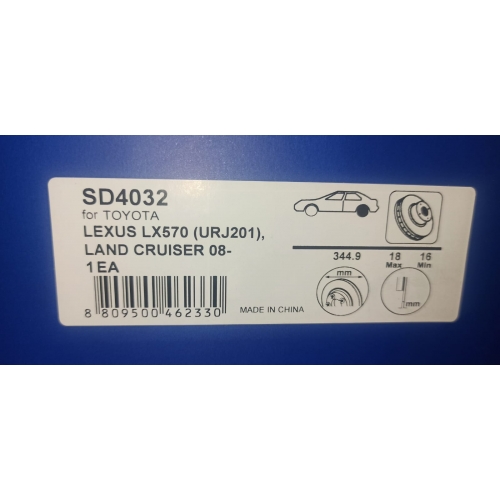 SD4032
for TOYOTA
LEXUS LX570 (URJ201),
LAND CRUISER 08-
1EA
8 809500 462330
MADE IN CHINA
344.9 18 16
Max Min
mm
mm